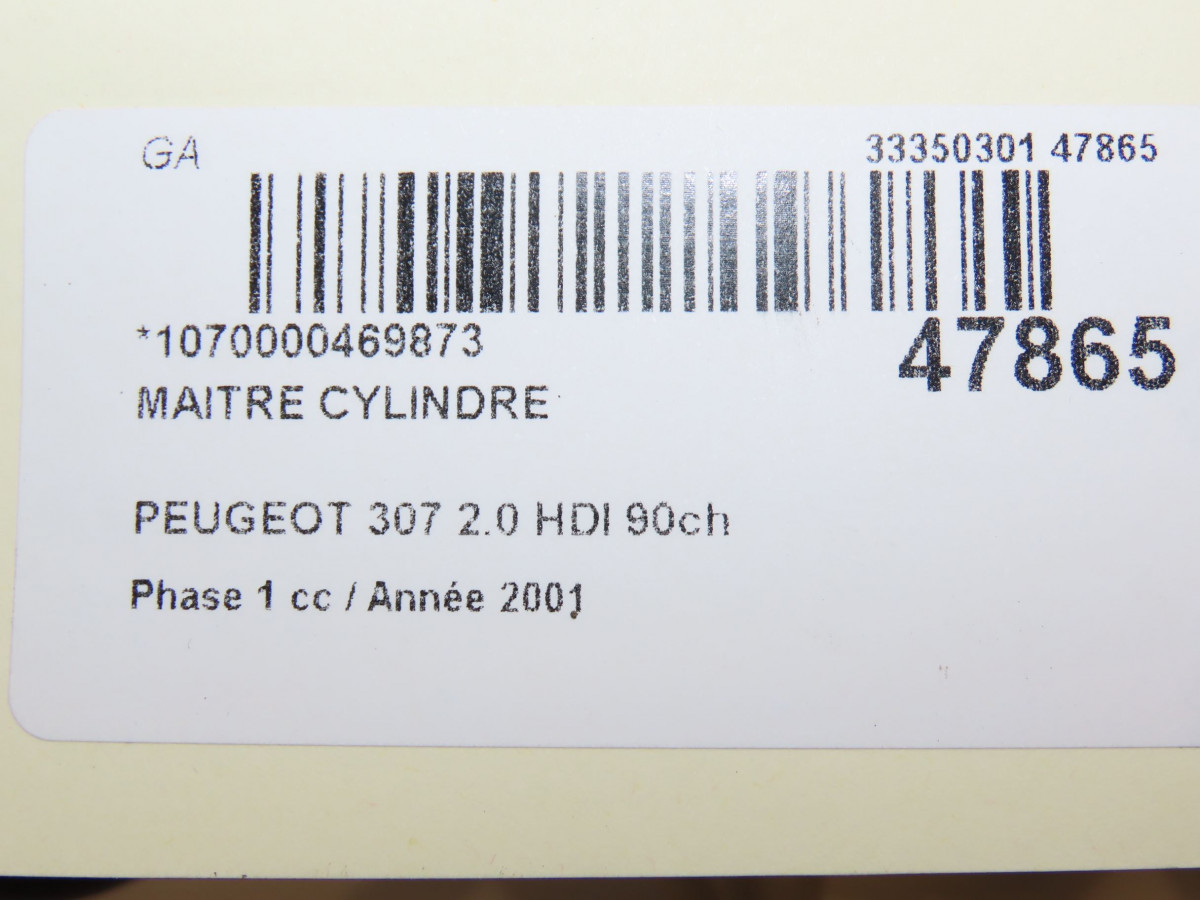 GA
33350301 47865
*1070000469873
47865
MAITRE CYLINDRE
PEUGEOT 307 2.0 HDI 90ch
Phase 1 cc / Année 2001